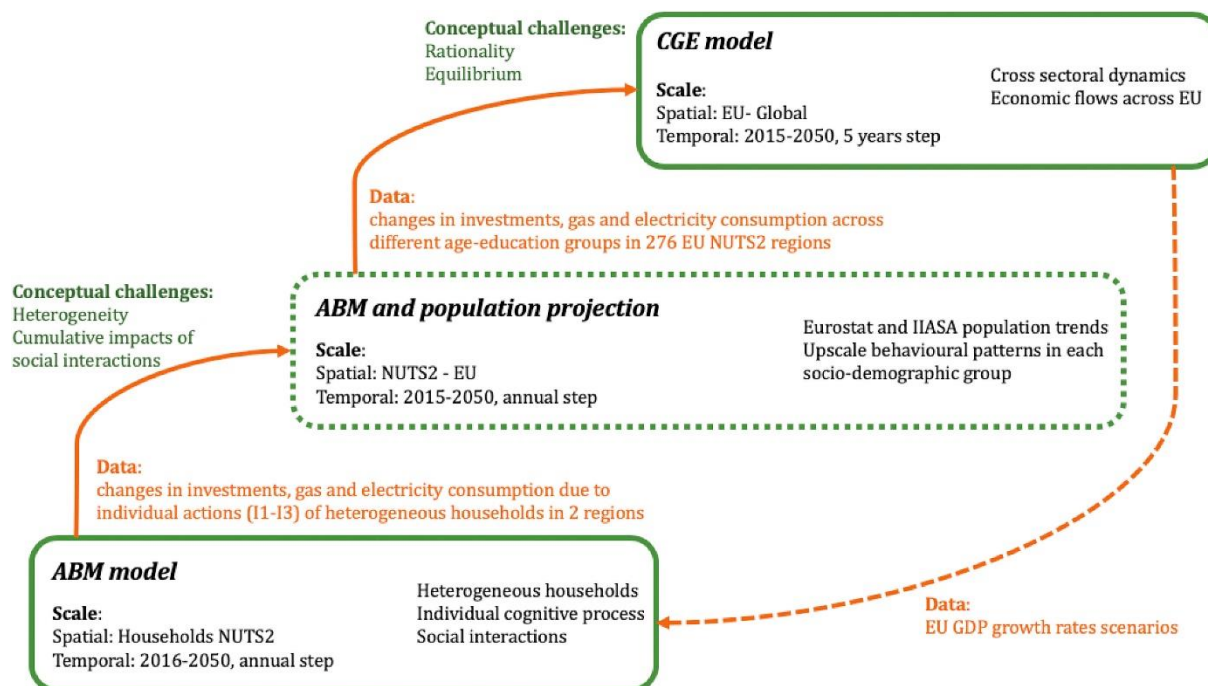 Conceptual challenges:
Rationality
Equilibrium
CGE model
Scale:
Spatial: EU- Global
Temporal: 2015-2050, 5 years step
Cross sectoral dynamics
Economic flows across EU
Data:
changes in investments, gas and electricity consumption across
different age-education groups in 276 EU NUTS2 regions
Conceptual challenges:
Heterogeneity
Cumulative impacts of
social interactions
ABM and population projection
Scale:
Spatial: NUTS2 - EU
Temporal: 2015-2050, annual step
Eurostat and IIASA population trends
Upscale behavioural patterns in each
socio-demographic group
Data:
changes in investments, gas and electricity consumption due to
individual actions (I1-I3) of heterogeneous households in 2 regions
ABM model
Scale:
Spatial: Households NUTS2
Temporal: 2016-2050, annual step
Heterogeneous households
Individual cognitive process
Social interactions
Data:
EU GDP growth rates scenarios